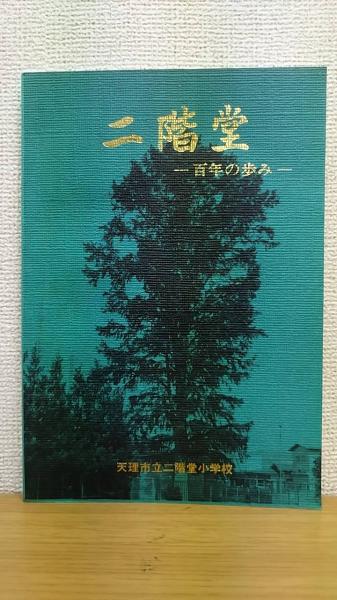 二階堂
―百年の歩み―
天理市立二階堂小学校